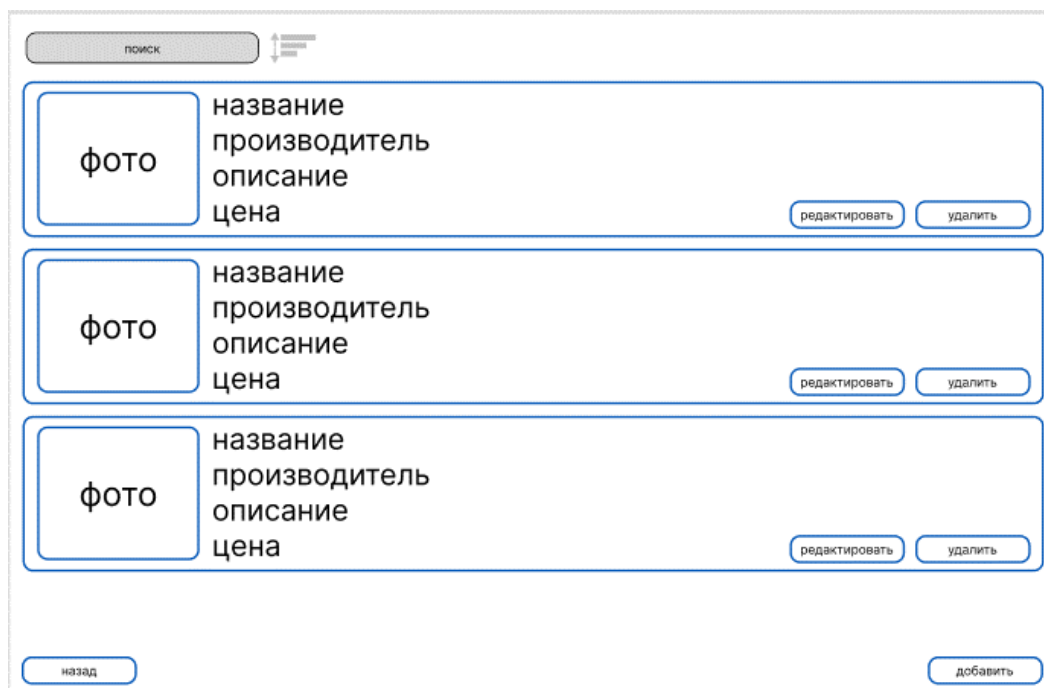 поиск
фото
название
производитель
описание
цена
редактировать
удалить
фото
название
производитель
описание
цена
редактировать
удалить
фото
название
производитель
описание
цена
редактировать
удалить
назад
добавить